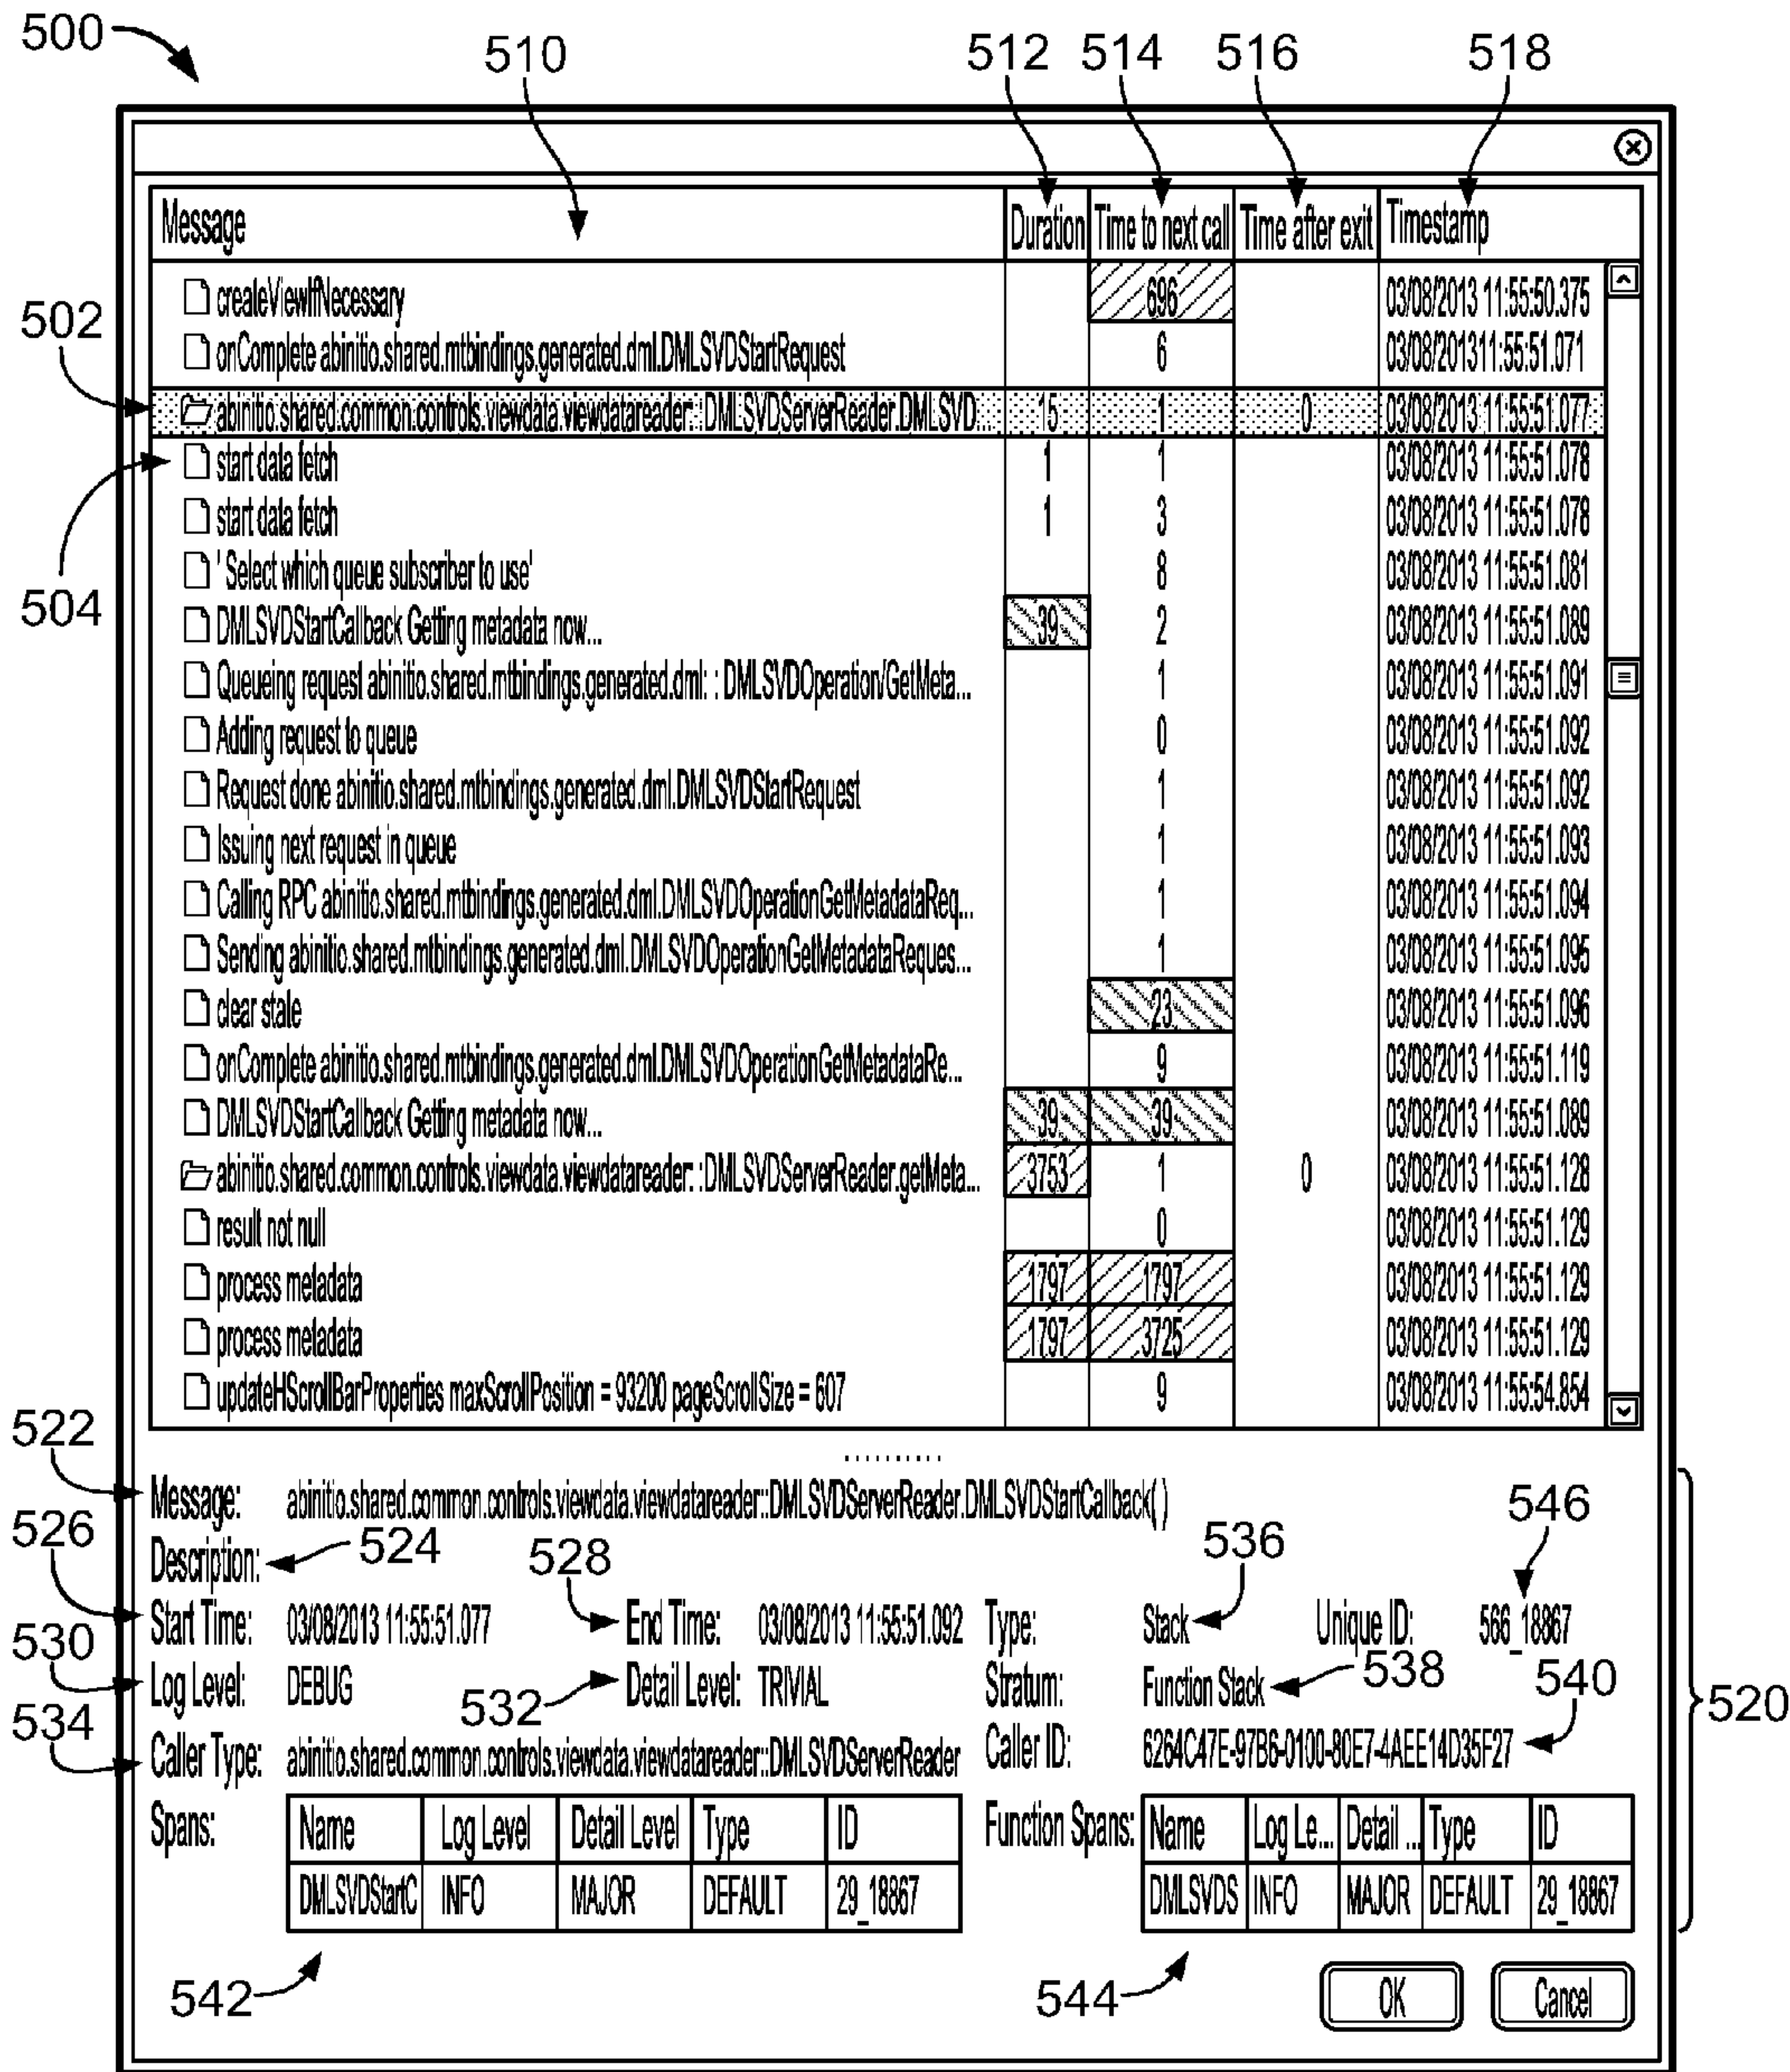 500
510
512 514 516 518
Message Duration Time to next call Time after exit Timestamp
createViewIfNecessary 696 03/08/2013 11:55:50.375
502
onComplete abinitio.shared.mtbindings.generated.dml.DMLSVDStartRequest 6 03/08/201311:55:51.071
abinitio.shared.common.controls.viewdata.viewdatareader: :DMLSVDServerReader.DMLSVD... 15 1 0 03/08/2013 11:55:51.077
start data fetch 1 1 03/08/2013 11:55:51.078
start data fetch 1 3 03/08/2013 11:55:51.078
' Select which queue subscriber to use' 8 03/08/2013 11:55:51.081
504
DMLSVDStartCallback Getting metadata now... 39 2 03/08/2013 11:55:51.089
Queueing request abinitio.shared.mtbindings.generated.dml: : DMLSVDOperation/GetMeta... 1 03/08/2013 11:55:51.091
Adding request to queue 0 03/08/2013 11:55:51.092
Request done abinitio.shared.mtbindings.generated.dml.DMLSVDStartRequest 1 03/08/2013 11:55:51.092
Issuing next request in queue 1 03/08/2013 11:55:51.093
Calling RPC abinitio.shared.mtbindings.generated.dml.DMLSVDOperationGetMetadataReq... 1 03/08/2013 11:55:51.094
Sending abinitio.shared.mtbindings.generated.dml.DMLSVDOperationGetMetadataReques... 1 03/08/2013 11:55:51.095
clear stale 23 03/08/2013 11:55:51.096
onComplete abinitio.shared.mtbindings.generated.dml.DMLSVDOperationGetMetadataRe... 9 03/08/2013 11:55:51.119
DMLSVDStartCallback Getting metadata now... 39 39 03/08/2013 11:55:51.089
abinitio.shared.common.controls.viewdata.viewdatareader: :DMLSVDServerReader.getMeta... 3753 1 0 03/08/2013 11:55:51.128
result not null 0 03/08/2013 11:55:51.129
process metadata 1797 1797 03/08/2013 11:55:51.129
process metadata 1797 3725 03/08/2013 11:55:51.129
updateHScrollBarProperties maxScrollPosition = 93200 pageScrollSize = 607 9 03/08/2013 11:55:54.854
522
Message: abinitio.shared.common.controls.viewdata.viewdatareader::DMLSVDServerReader.DMLSVDStartCallback( )
546
526
Description: 524 528 536
Start Time: 03/08/2013 11:55:51.077 End Time: 03/08/2013 11:55:51.092 Type: Stack Unique ID: 566_18867
530
Log Level: DEBUG 532 Detail Level: TRIVIAL Stratum: Function Stack 538 540
534 520
Caller Type: abinitio.shared.common.controls.viewdata.viewdatareader::DMLSVDServerReader Caller ID: 6264C47E-97B6-0100-80E7-4AEE14D35F27
Spans: Name Log Level Detail Level Type ID Function Spans: Name Log Le... Detail ... Type ID
DMLSVDStartC INFO MAJOR DEFAULT 29_18867 DMLSVDS INFO MAJOR DEFAULT 29_18867
542 544
OK Cancel